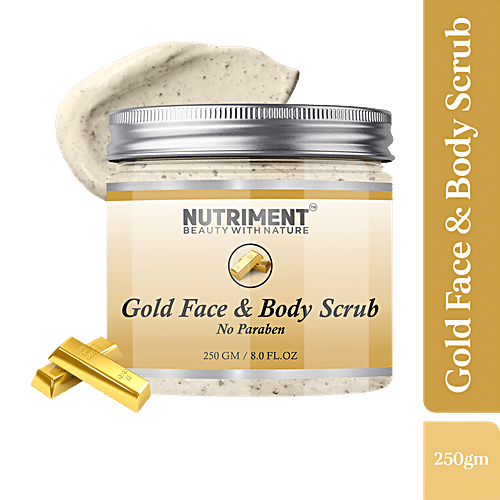 NUTRIMENT™
BEAUTY WITH NATURE
Gold Face & Body Scrub
No Paraben
250 GM / 8.0 FL.OZ
Gold Face & Body Scrub
250gm